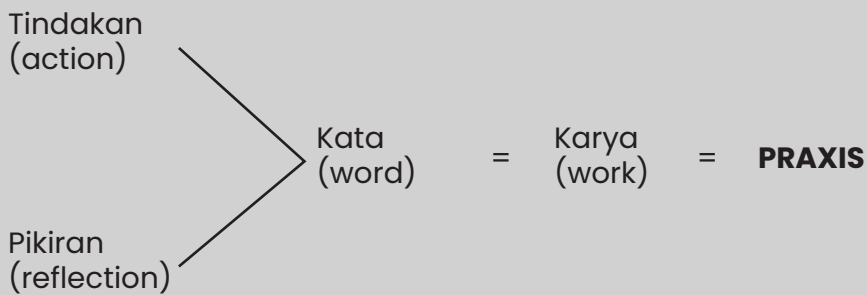 Tindakan
(action)
Kata
(word)
=
Karya
(work)
=
PRAXIS
Pikiran
(reflection)